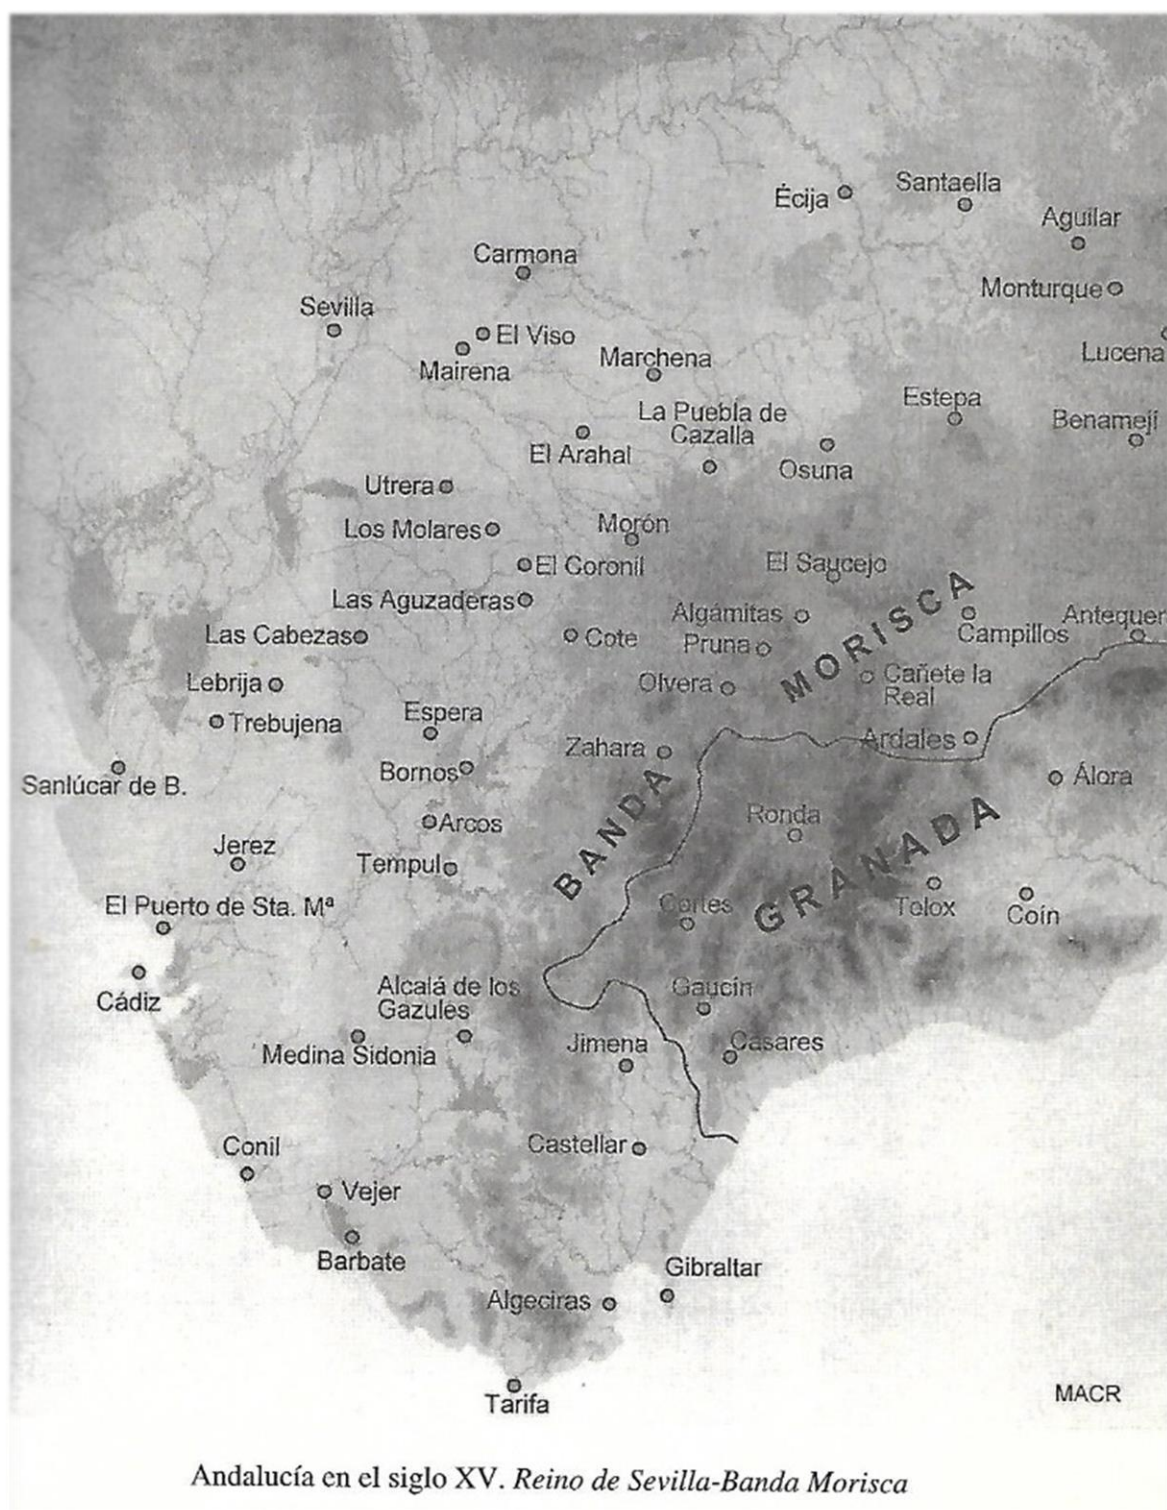 Écija
Santaella
Aguilar
Carmona
Monturque
Sevilla
El Viso
Mairena
Marchena
Lucena
Estepa
La Puebla de
Cazalla
Benamejí
El Arahal
Osuna
Utrera
Los Molares
Morón
El Coronil
El Saucejo
Las Aguzaderas
Algámitas
Antequer
Campillos
Las Cabezas
Cote
Pruna
MORISCA
Lebrija
Olvera
Cañete la
Real
Trebujena
Espera
Zahara
Ardales
Bornos
Sanlúcar de B.
Álora
BANDA
Arcos
Ronda
Jerez
Tempul
GRANADA
El Puerto de Sta. Mª
Cortes
Tolox
Coín
Cádiz
Alcalá de los
Gazules
Gaucín
Medina Sidonia
Jimena
Casares
Conil
Castellar
Vejer
Barbate
Gibraltar
Algeciras
Tarifa
MACR
Andalucía en el siglo XV. Reino de Sevilla-Banda Morisca